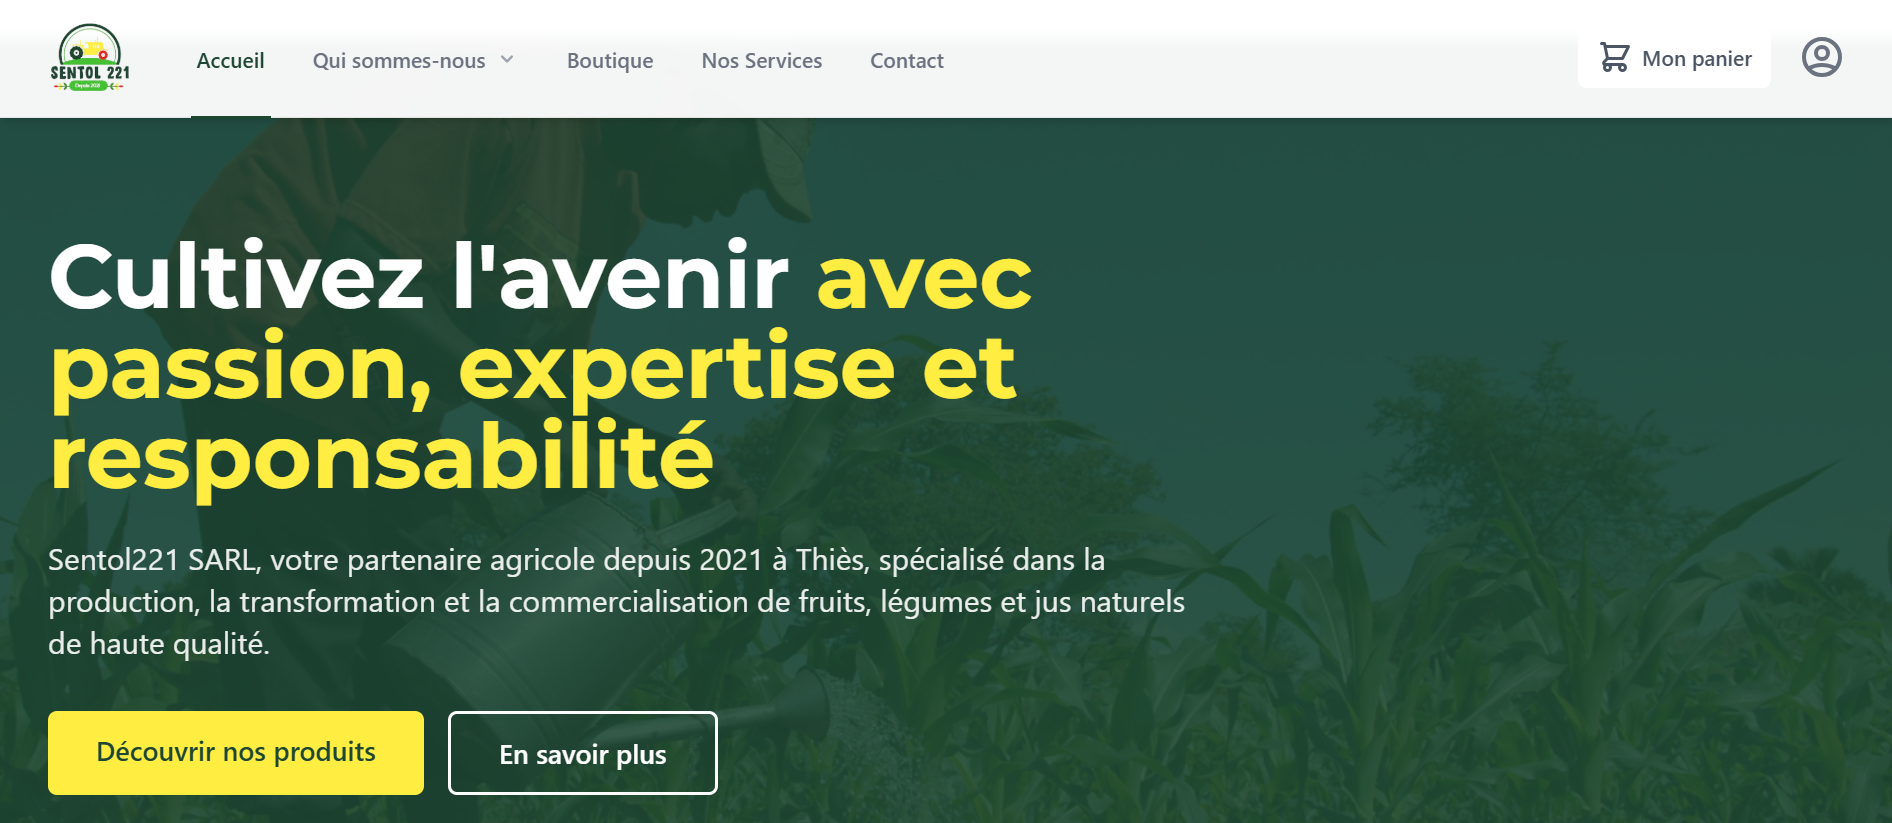 SENTOL 221
Depuis 2021
Accueil
Qui sommes-nous
Boutique
Nos Services
Contact
Mon panier
Cultivez l'avenir avec
passion, expertise et
responsabilité
Sentol221 SARL, votre partenaire agricole depuis 2021 à Thiès, spécialisé dans la
production, la transformation et la commercialisation de fruits, légumes et jus naturels
de haute qualité.
Découvrir nos produits
En savoir plus